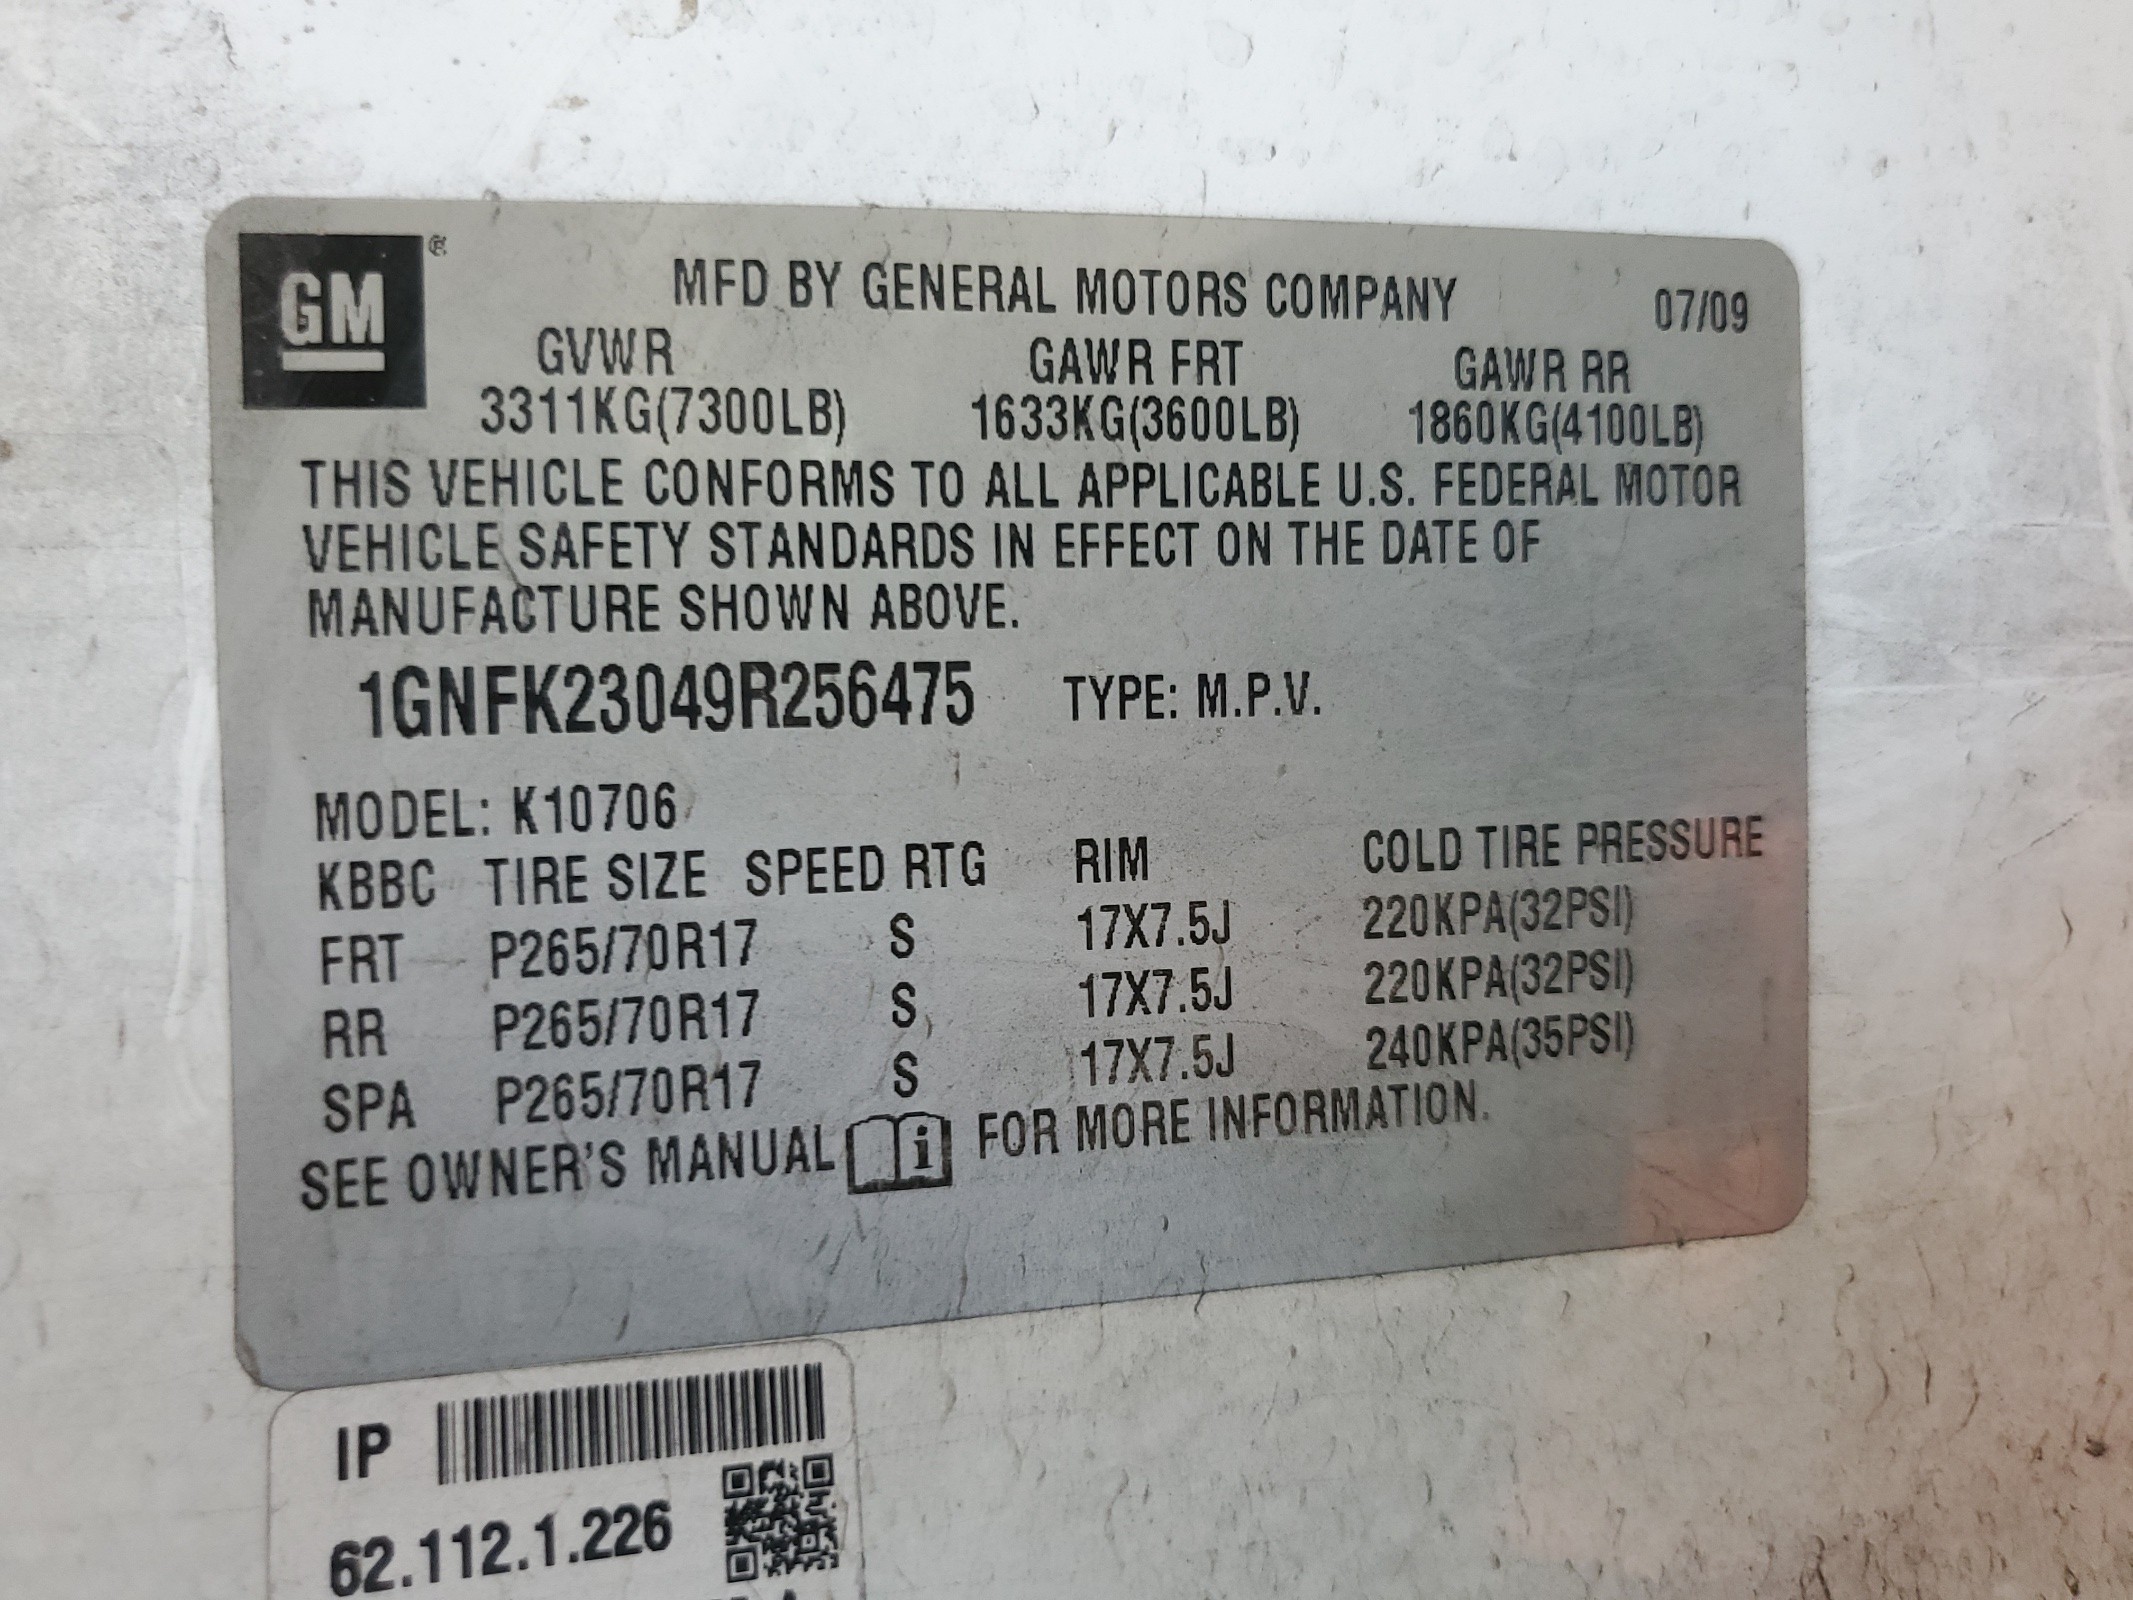 GM ®
MFD BY GENERAL MOTORS COMPANY 07/09
GVWR GAWR FRT GAWR RR
3311KG(7300LB) 1633KG(3600LB) 1860KG(4100LB)
THIS VEHICLE CONFORMS TO ALL APPLICABLE U.S. FEDERAL MOTOR
VEHICLE SAFETY STANDARDS IN EFFECT ON THE DATE OF
MANUFACTURE SHOWN ABOVE.
1GNFK23049R256475 TYPE: M.P.V.
MODEL: K10706
KBBC TIRE SIZE SPEED RTG RIM COLD TIRE PRESSURE
FRT P265/70R17 S 17X7.5J 220KPA(32PSI)
RR P265/70R17 S 17X7.5J 220KPA(32PSI)
SPA P265/70R17 S 17X7.5J 240KPA(35PSI)
SEE OWNER'S MANUAL i FOR MORE INFORMATION.
IP
62.112.1.226